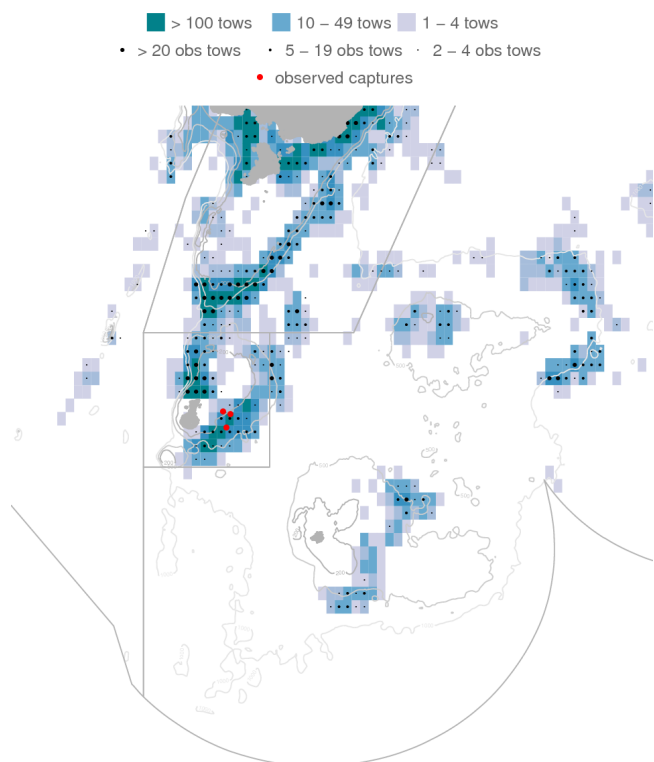 > 100 tows 10 − 49 tows 1 − 4 tows
> 20 obs tows 5 − 19 obs tows 2 − 4 obs tows
observed captures